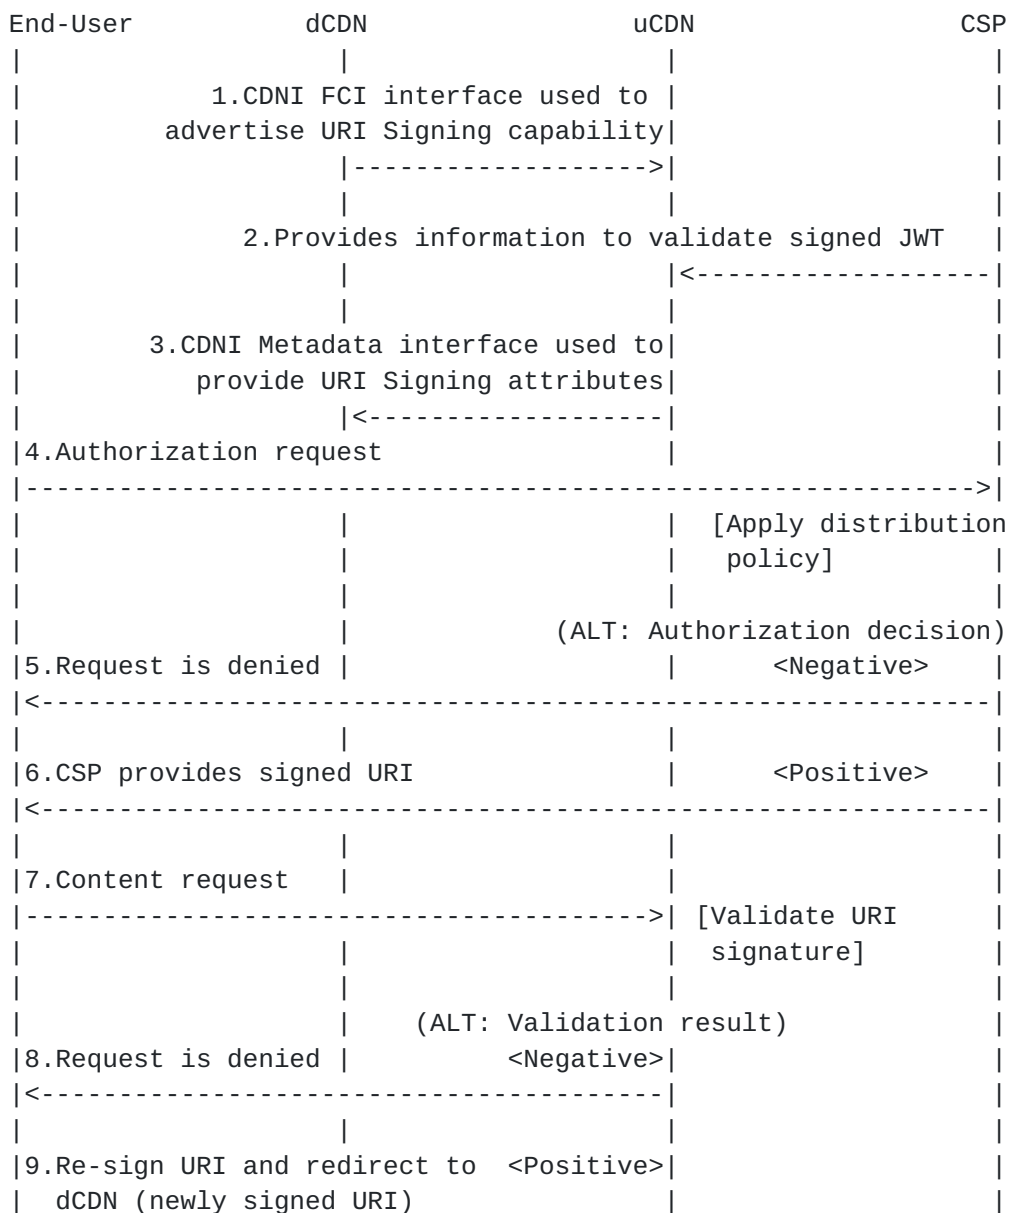 End-User           dCDN                 uCDN                 CSP
|                    |                    |                    |
|            1.CDNI FCI interface used to |                    |
|         advertise URI Signing capability|                    |
|                    |------------------->|                    |
|                    |                    |                    |
|              2.Provides information to validate signed JWT   |
|                    |                    |<-------------------|
|                    |                    |                    |
|        3.CDNI Metadata interface used to|                    |
|           provide URI Signing attributes|                    |
|                    |<-------------------|                    |
|4.Authorization request                  |                    |
|------------------------------------------------------------->|
|                    |                    |  [Apply distribution
|                    |                    |   policy]          |
|                    |                    |                    |
|                    |             (ALT: Authorization decision)
|5.Request is denied |                    |      <Negative>    |
|<-------------------------------------------------------------|
|                    |                    |                    |
|6.CSP provides signed URI                |      <Positive>    |
|<-------------------------------------------------------------|
|                    |                    |                    |
|7.Content request   |                    |                    |
|---------------------------------------->| [Validate URI      |
|                    |                    |  signature]        |
|                    |                    |                    |
|                    |    (ALT: Validation result)             |
|8.Request is denied |          <Negative>|                    |
|<----------------------------------------|                    |
|                    |                    |                    |
|9.Re-sign URI and redirect to  <Positive>|                    |
|  dCDN (newly signed URI)                |                    |